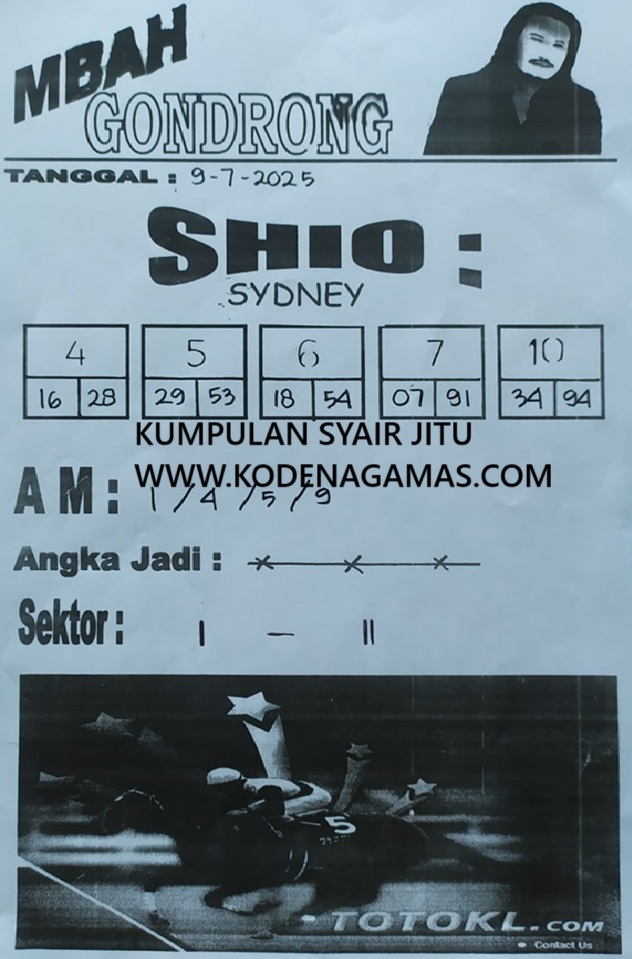 MBAH
GONDRONG
TANGGAL : 9-7-2025
SHIO :
SYDNEY
4 5 6 7 10
16 28 29 53 18 54 07 91 34 94
KUMPULAN SYAIR JITU
WWW.KODENAGAMAS.COM
AM : 1 / 4 / 5 / 9
Angka Jadi : x x x
Sektor : I - II
5
TOTOKL.COM
Contact Us